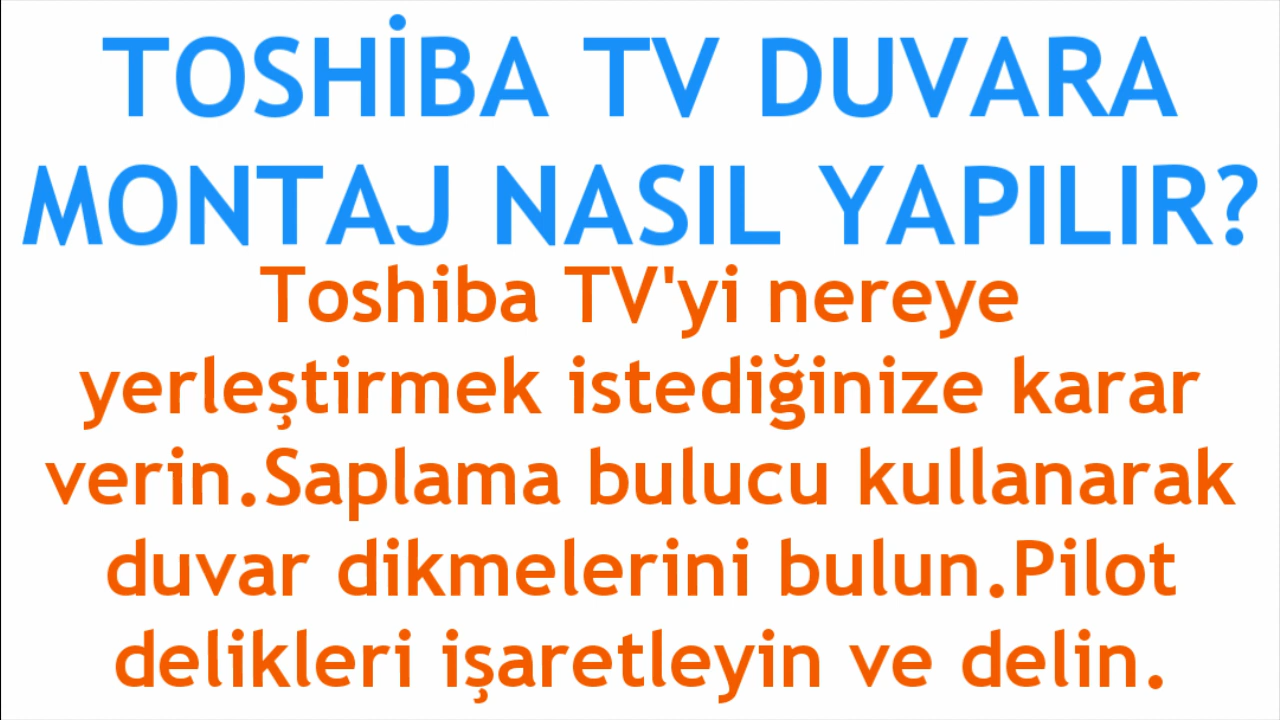 TOSHİBA TV DUVARA
MONTAJ NASIL YAPILIR?
Toshiba TV'yi nereye
yerleştirmek istediğinize karar
verin.Saplama bulucu kullanarak
duvar dikmelerini bulun.Pilot
delikleri işaretleyin ve delin.